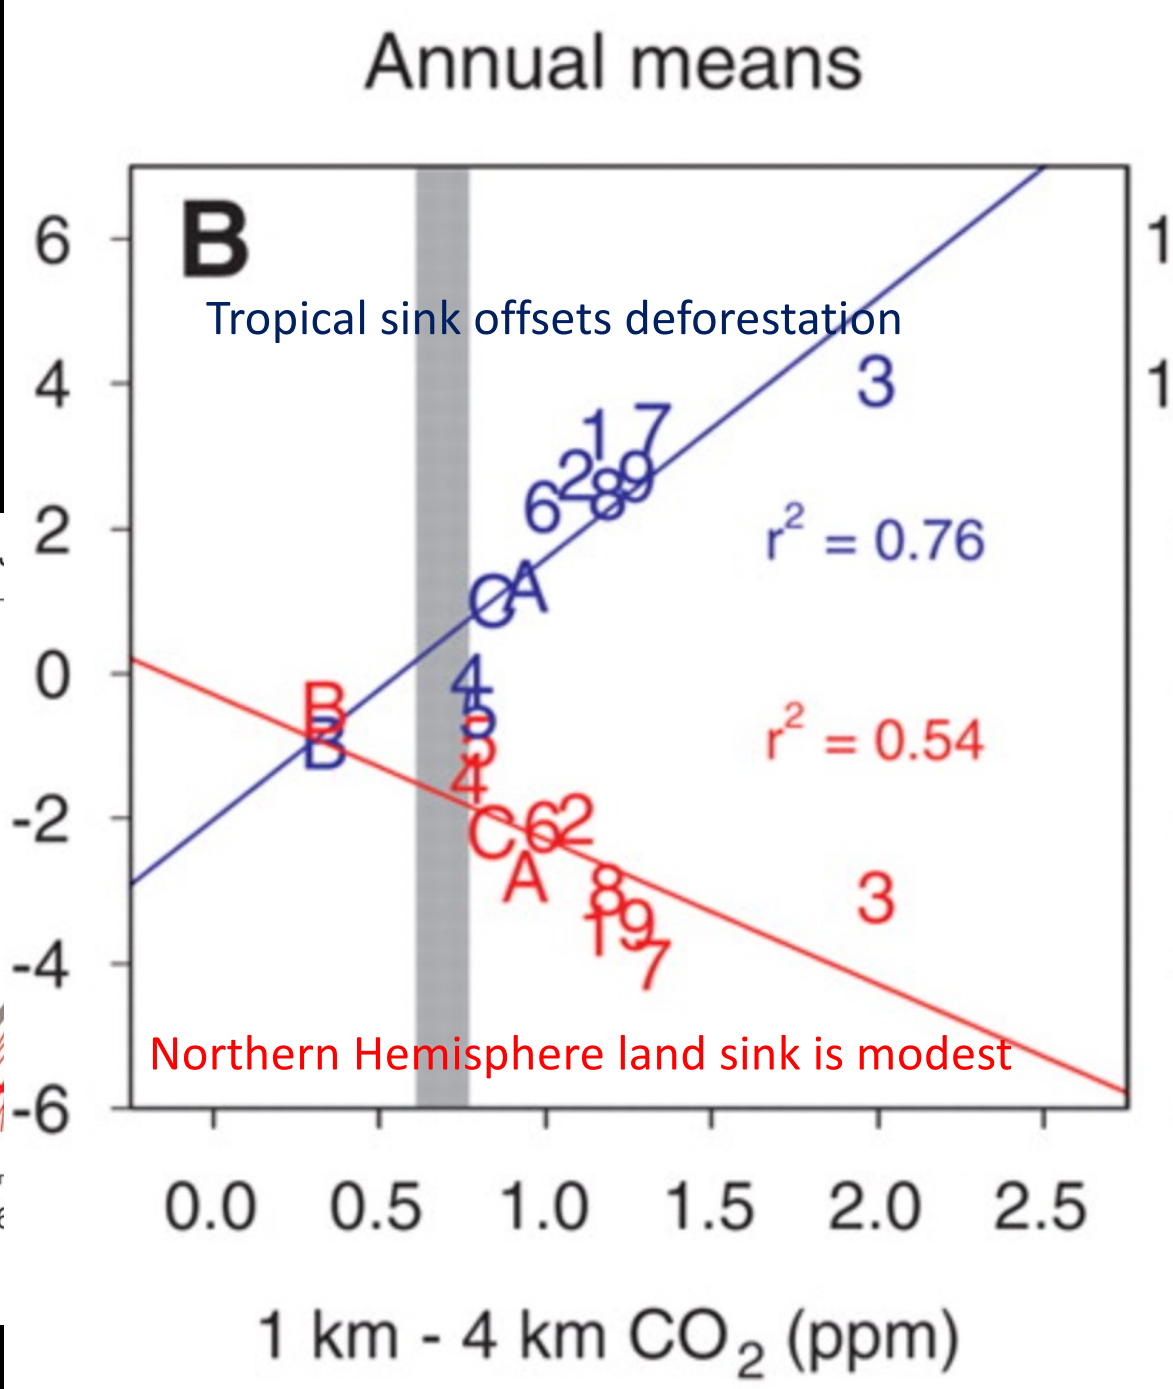 Annual means
B
6
4
2
0
-2
-4
-6
1
1
Tropical sink offsets deforestation
3
1 7
2 8 9
6
r² = 0.76
C A
4
5
B
B
5
4
r² = 0.54
C 6 2
A
8
1 9
7
3
Northern Hemisphere land sink is modest
0.0 0.5 1.0 1.5 2.0 2.5
1 km - 4 km CO₂ (ppm)